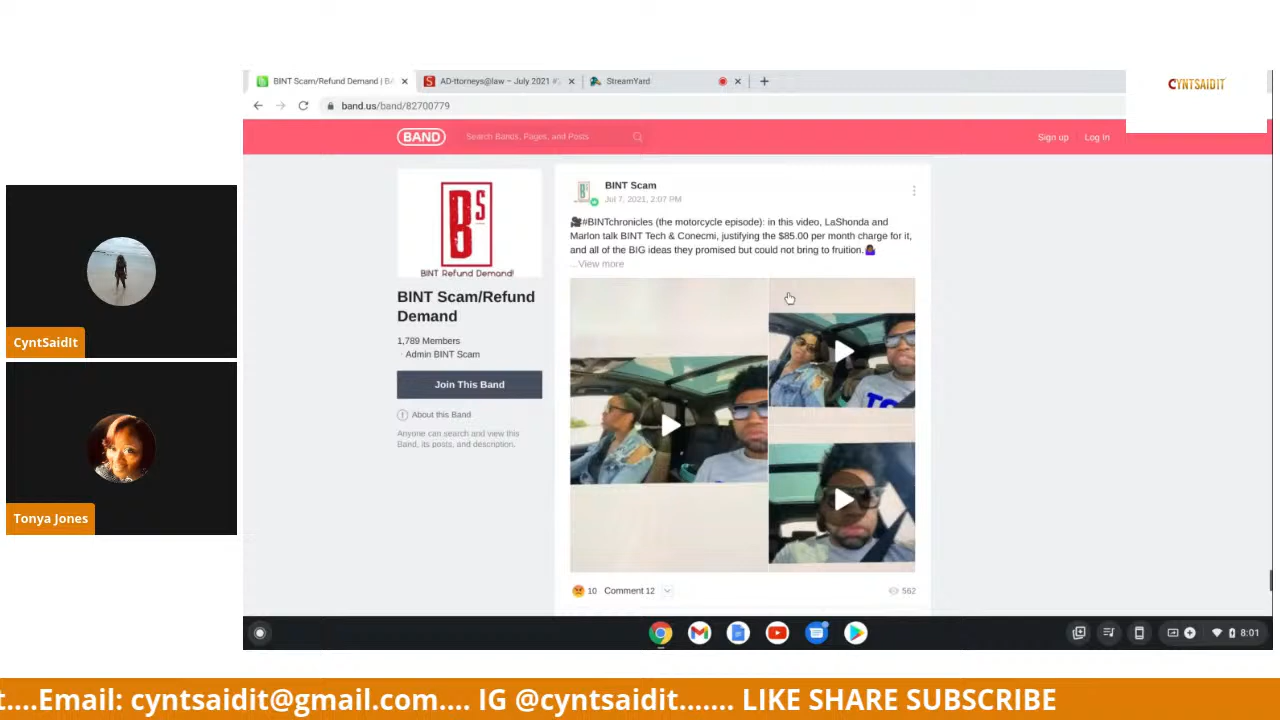 BINT Scam/Refund Demand | BA
AD-ttorneys@law – July 2021 #
StreamYard
CYNTSAIDIT
band.us/band/82700779
BAND
Search Bands, Pages, and Posts
Sign up
Log In
BS
BINT Refund Demand!
BINT Scam/Refund
Demand
1,789 Members
· Admin BINT Scam
Join This Band
About this Band
Anyone can search and view this
Band, its posts, and description.
BINT Scam
Jul 7, 2021, 2:07 PM
🎥#BINTchronicles (the motorcycle episode): in this video, LaShonda and
Marlon talk BINT Tech & Conecmi, justifying the $85.00 per month charge for it,
and all of the BIG ideas they promised but could not bring to fruition.🤷🏾‍♀️
...View more
10 Comment 12
562
CyntSaidIt
Tonya Jones
8:01
t....Email: cyntsaidit@gmail.com.... IG @cyntsaidit....... LIKE SHARE SUBSCRIBE